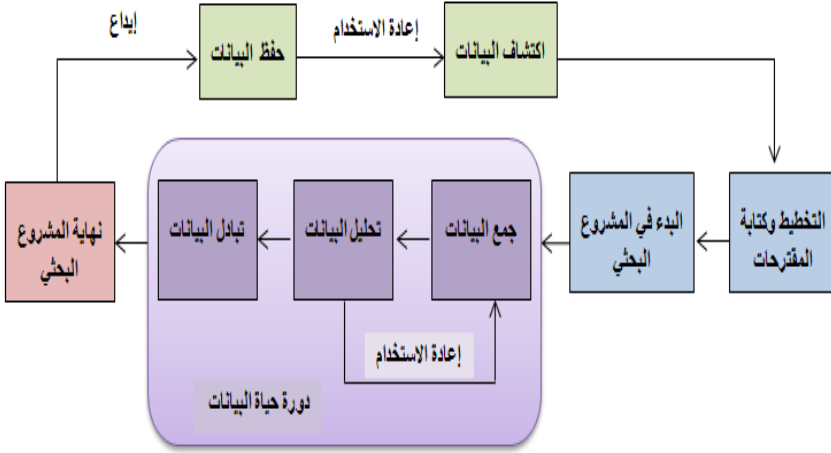 إيداع
حفظ البيانات
إعادة الاستخدام
اكتشاف البيانات
التخطيط وكتابة
المقترحات
البدء في المشروع
البحثي
جمع البيانات
تحليل البيانات
تبادل البيانات
نهاية المشروع
البحثي
إعادة الاستخدام
دورة حياة البيانات